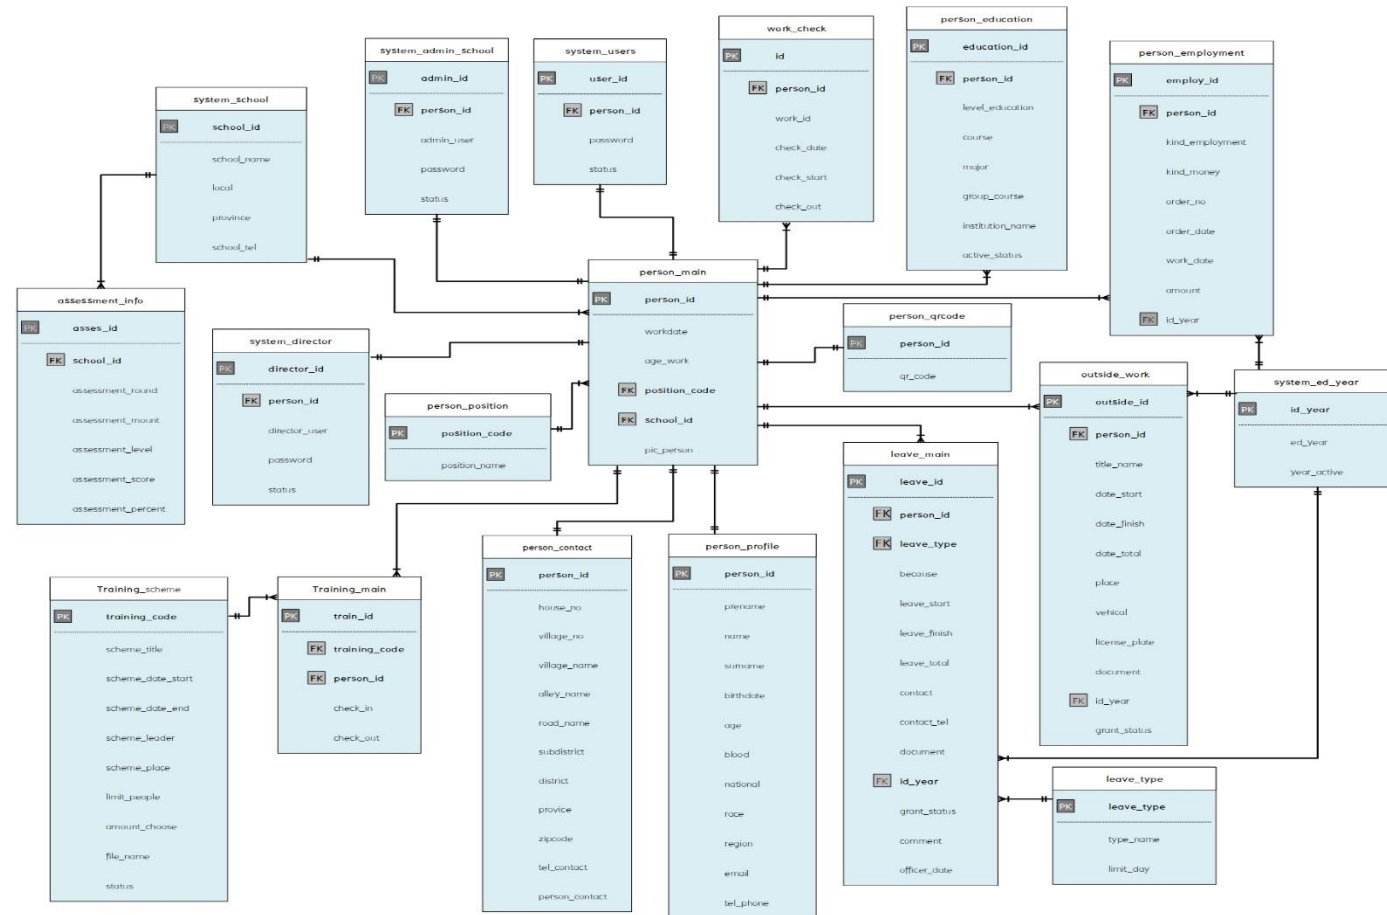 system_school
PK school_id
school_name
local
province
school_tel
system_admin_school
PK admin_id
FK person_id
admin_user
password
status
system_users
PK user_id
FK person_id
password
status
work_check
PK id
FK person_id
work_id
check_date
check_start
check_out
person_education
PK education_id
FK person_id
level_education
course
major
group_course
institution_name
active_status
person_employment
PK employ_id
FK person_id
kind_employment
kind_money
order_no
order_date
work_date
amount
FK id_year
assessment_info
PK asses_id
FK school_id
assessment_round
assessment_mount
assessment_level
assessment_score
assessment_percent
system_director
PK director_id
FK person_id
director_user
password
status
person_position
PK position_code
position_name
person_main
PK person_id
workdate
age_work
FK position_code
FK school_id
pic_person
person_qrcode
PK person_id
qr_code
outside_work
PK outside_id
FK person_id
title_name
date_start
date_finish
date_total
place
vehical
license_plate
document
FK id_year
grant_status
system_ed_year
PK id_year
ed_year
year_active
Training_scheme
PK training_code
scheme_title
scheme_date_start
scheme_date_end
scheme_leader
scheme_place
limit_people
amount_choose
file_name
status
Training_main
PK train_id
FK training_code
FK person_id
check_in
check_out
person_contact
PK person_id
house_no
village_no
village_name
alley_name
road_name
subdistrict
district
provice
zipcode
tel_contact
person_contact
person_profile
PK person_id
prename
name
surname
birthdate
age
blood
national
race
region
email
tel_phone
leave_main
PK leave_id
FK person_id
FK leave_type
because
leave_start
leave_finish
leave_total
contact
contact_tel
document
FK id_year
grant_status
comment
officer_date
leave_type
PK leave_type
type_name
limit_day